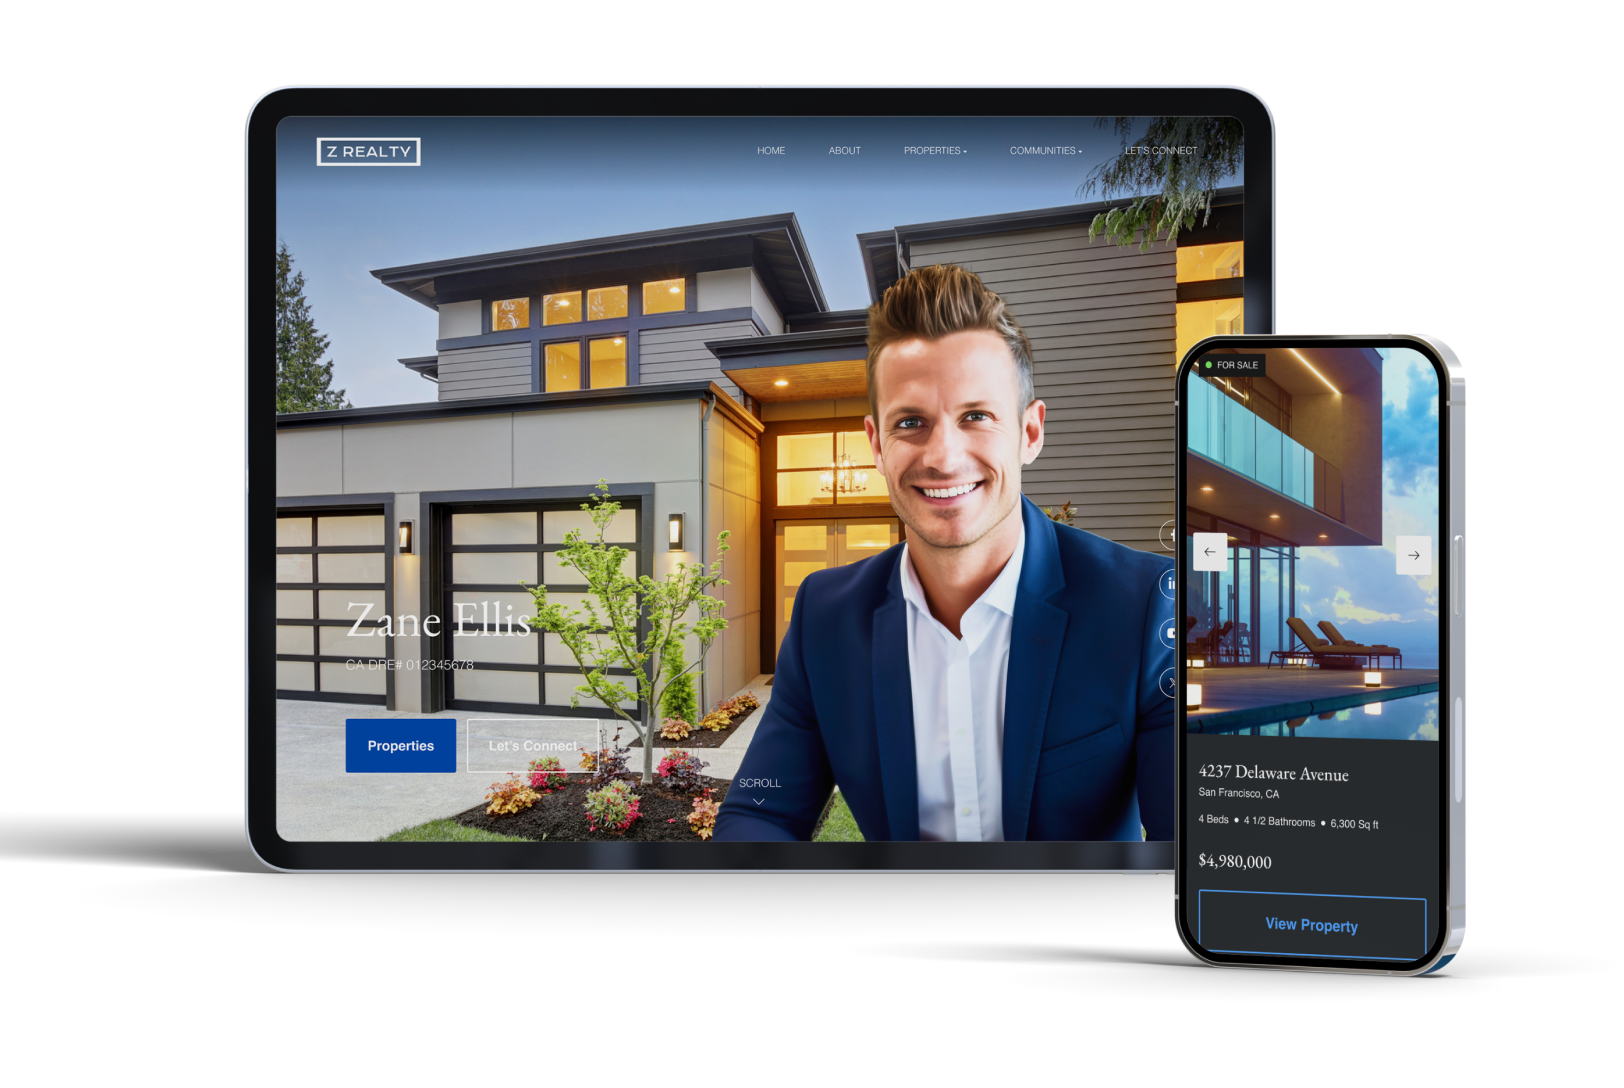 Z REALTY
HOME ABOUT PROPERTIES COMMUNITIES LET'S CONNECT
Zane Ellis
CA DRE# 012345678
Properties Let's Connect
SCROLL
FOR SALE
4237 Delaware Avenue
San Francisco, CA
4 Beds • 4 1/2 Bathrooms • 6,300 Sq ft
$4,980,000
View Property